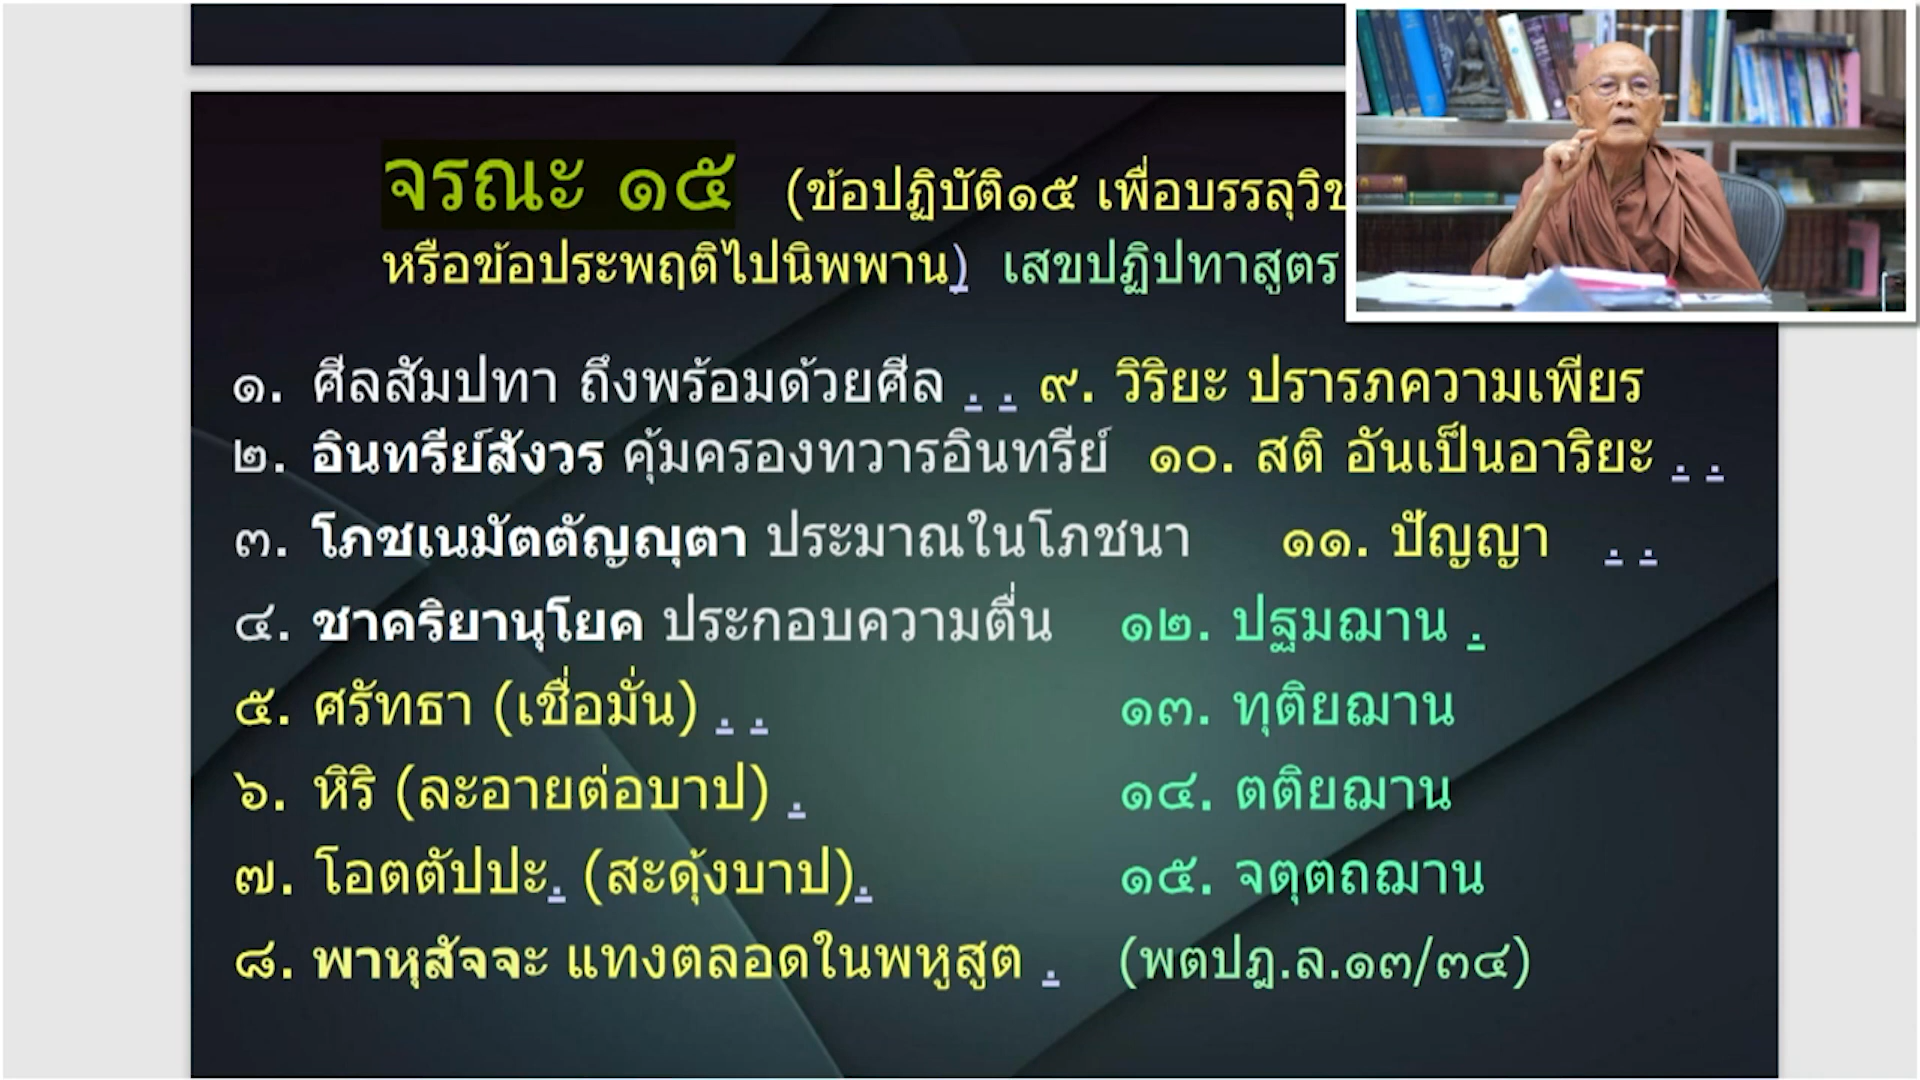 จรณะ ๑๕ (ข้อปฏิบัติ๑๕ เพื่อบรรลุวิช
หรือข้อประพฤติไปนิพพาน) เสขปฏิปทาสูตร
๑. ศีลสัมปทา ถึงพร้อมด้วยศีล . . ๙. วิริยะ ปรารภความเพียร
๒. อินทรีย์สังวร คุ้มครองทวารอินทรีย์ ๑๐. สติ อันเป็นอาริยะ . .
๓. โภชเนมัตตัญญุตา ประมาณในโภชนา ๑๑. ปัญญา . .
๔. ชาคริยานุโยค ประกอบความตื่น ๑๒. ปฐมฌาน .
๕. ศรัทธา (เชื่อมั่น) . . ๑๓. ทุติยฌาน
๖. หิริ (ละอายต่อบาป) . ๑๔. ตติยฌาน
๗. โอตตัปปะ. (สะดุ้งบาป). ๑๕. จตุตถฌาน
๘. พาหุสัจจะ แทงตลอดในพหูสูต . (พตปฎ.ล.๑๓/๓๔)